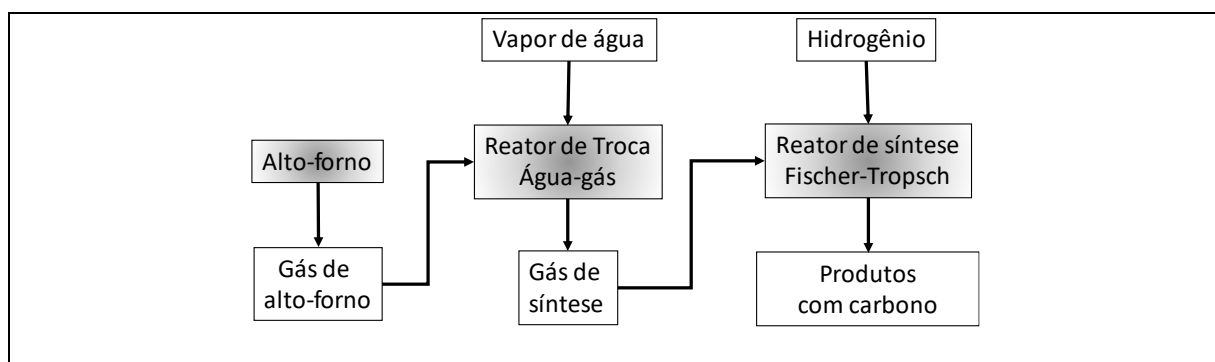 Vapor de água
Hidrogênio
Alto-forno
Reator de Troca
Água-gás
Reator de síntese
Fischer-Tropsch
Gás de
alto-forno
Gás de
síntese
Produtos
com carbono